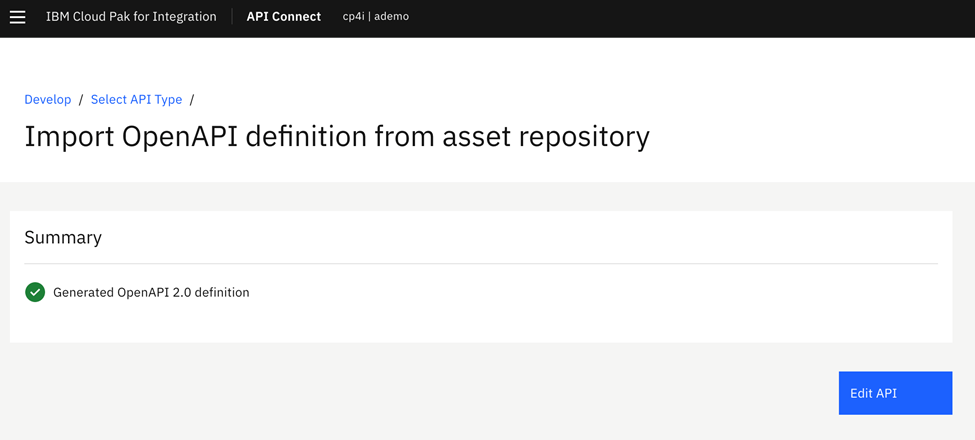 IBM Cloud Pak for Integration | API Connect cp4i | ademo
Develop / Select API Type /
Import OpenAPI definition from asset repository
Summary
Generated OpenAPI 2.0 definition
Edit API